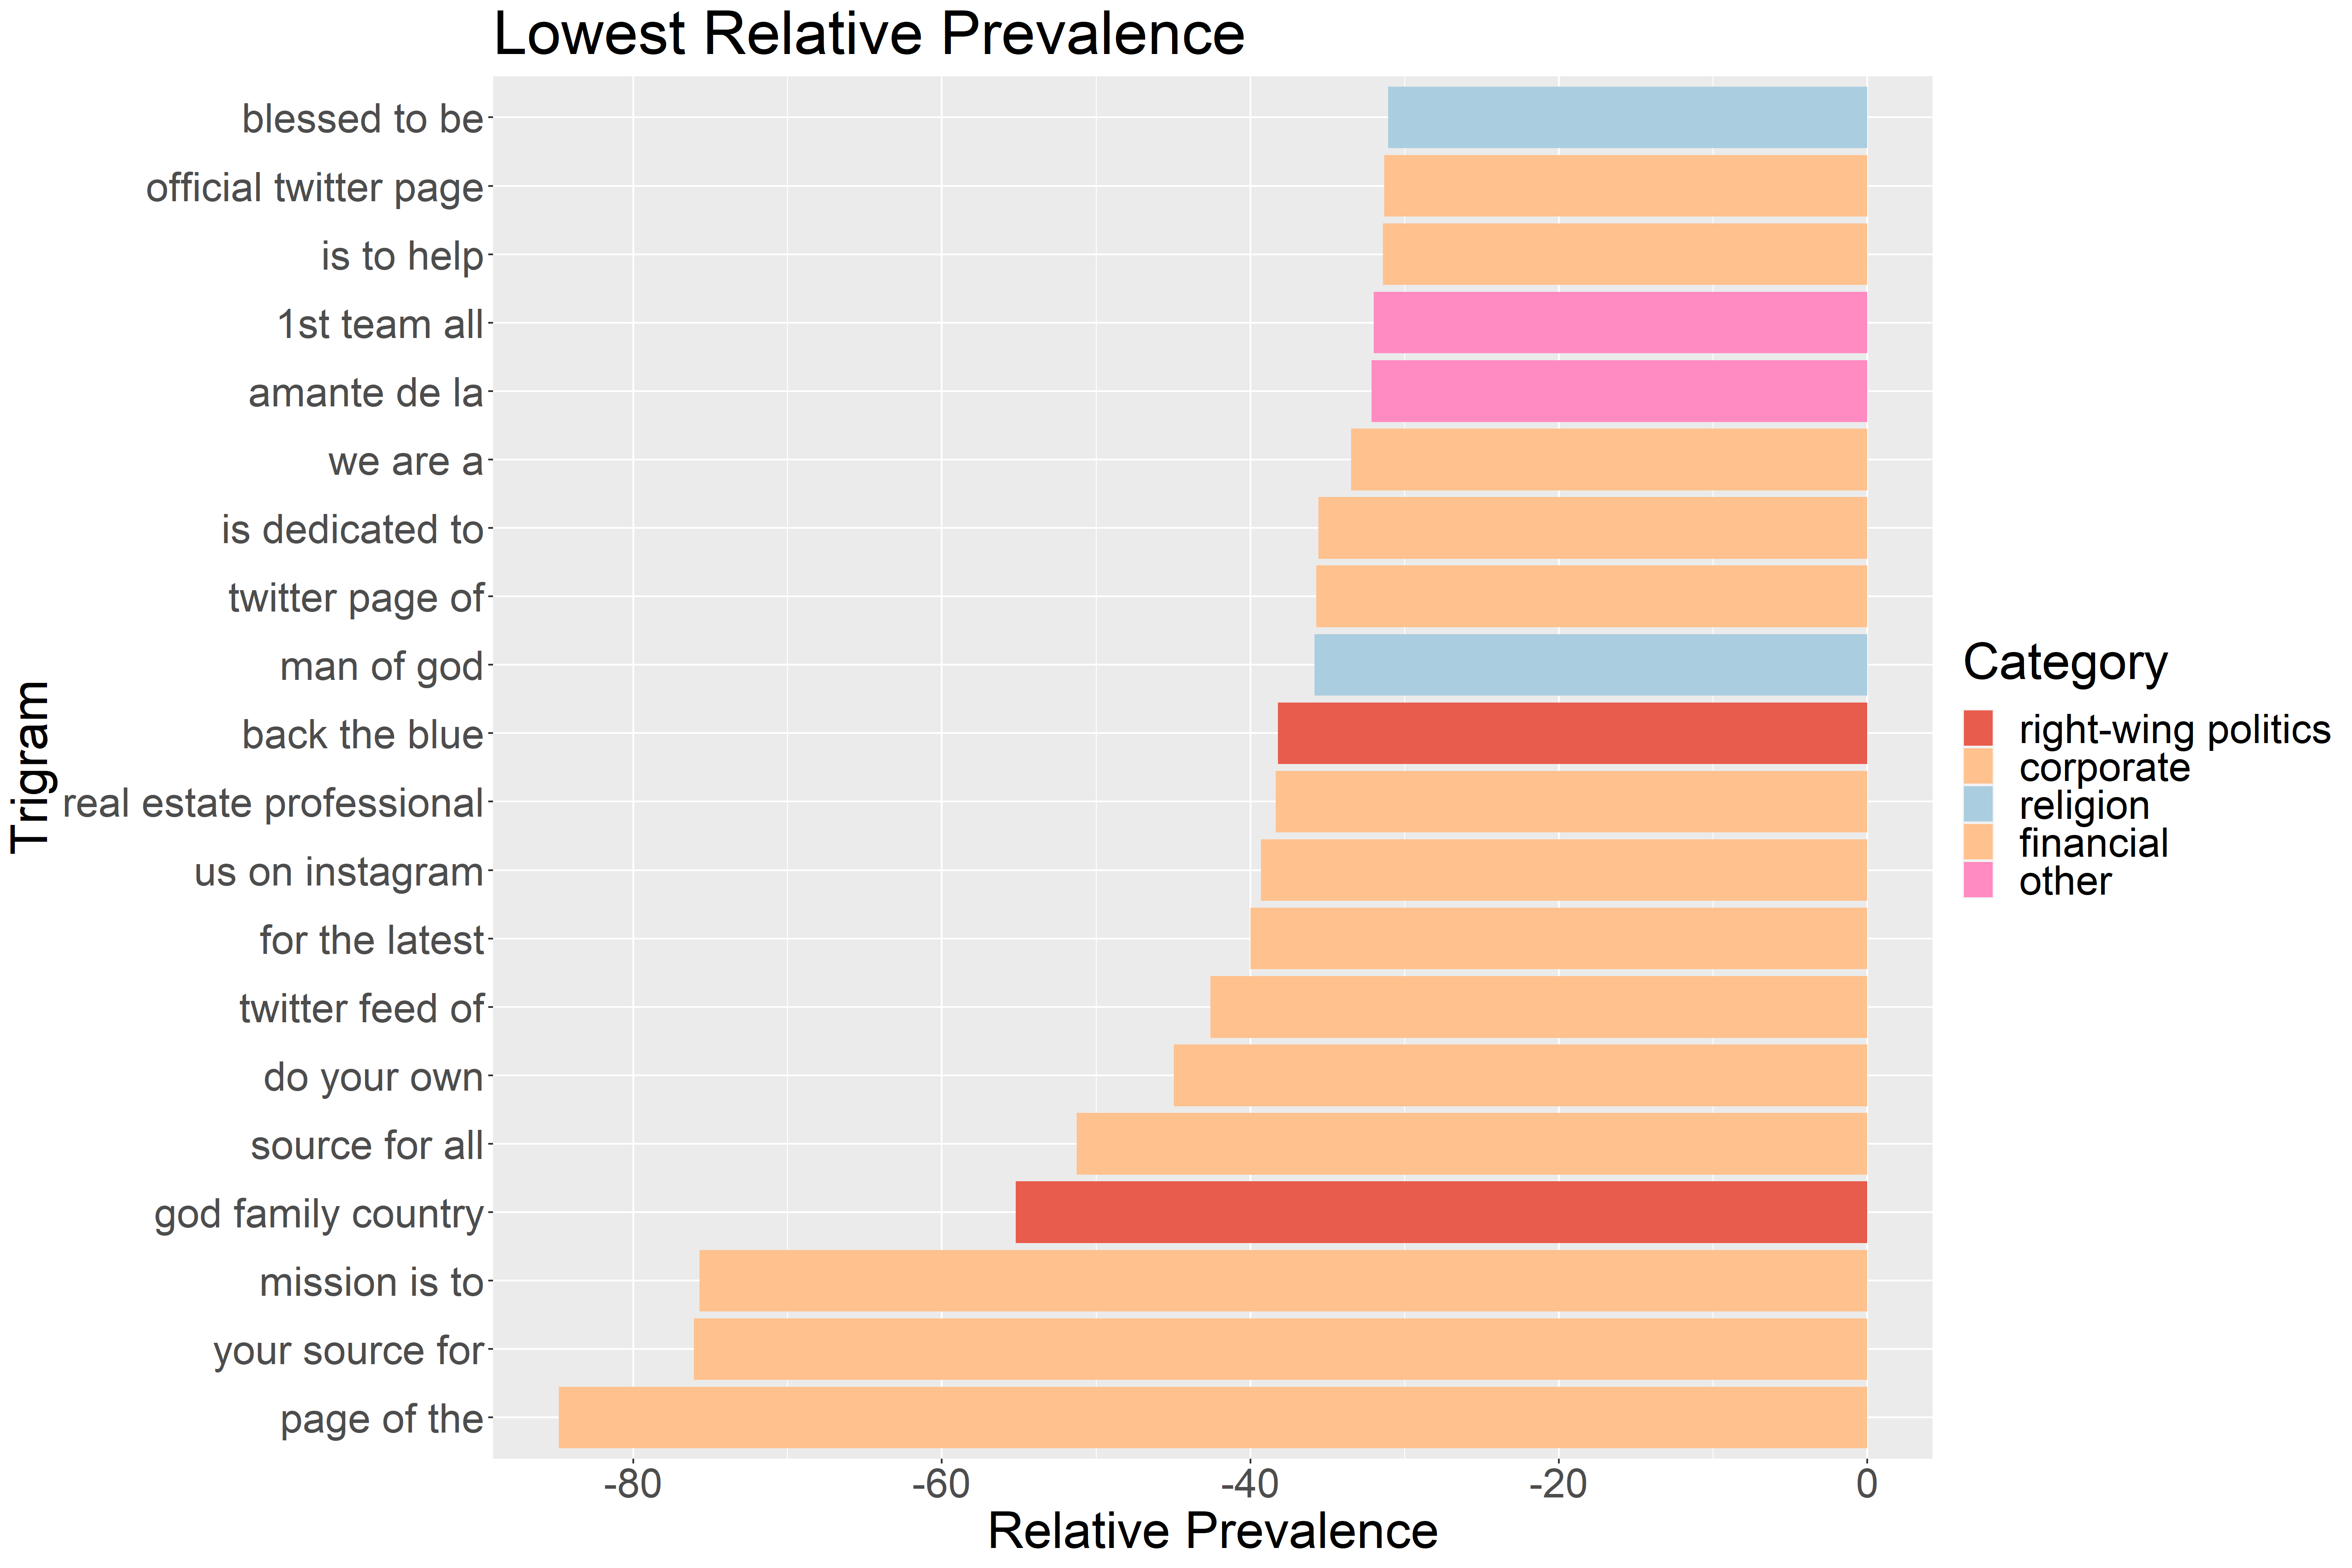 Lowest Relative Prevalence
blessed to be
official twitter page
is to help
1st team all
amante de la
we are a
is dedicated to
twitter page of
man of god
back the blue
real estate professional
us on instagram
for the latest
twitter feed of
do your own
source for all
god family country
mission is to
your source for
page of the
Trigram
-80
-60
-40
-20
0
Relative Prevalence
Category
right-wing politics
corporate
religion
financial
other